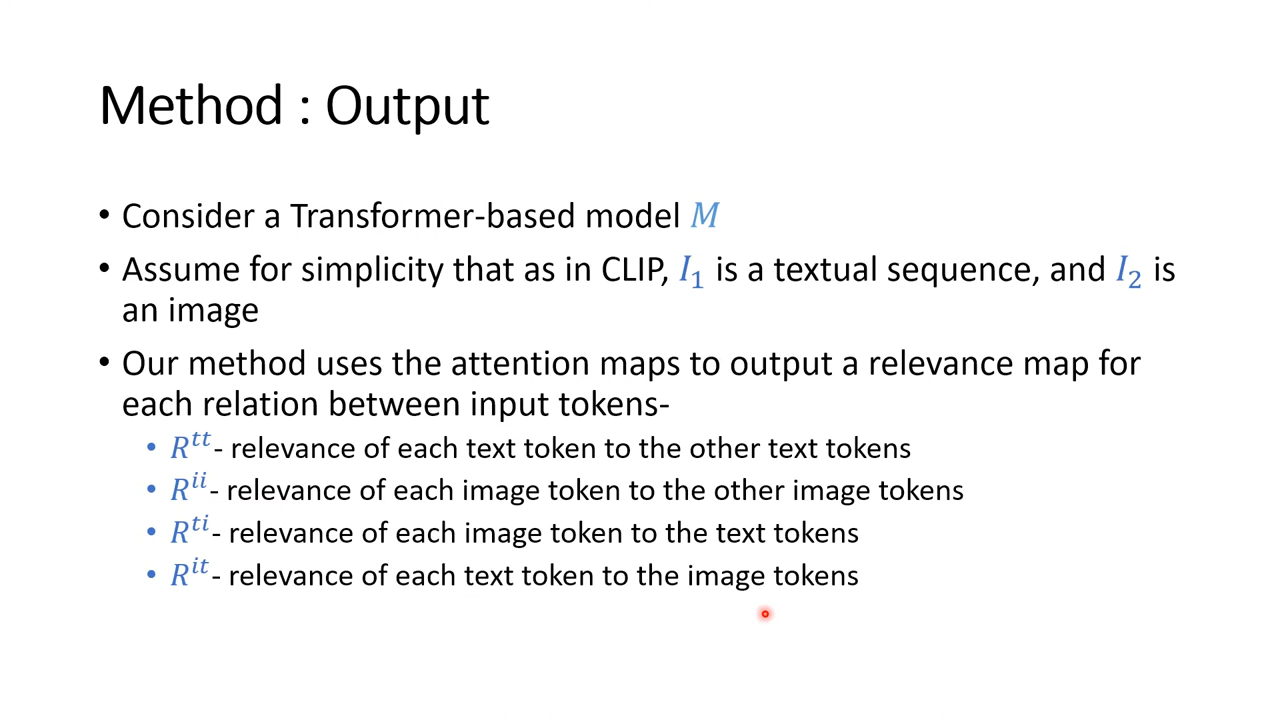 Method : Output
• Consider a Transformer-based model M
• Assume for simplicity that as in CLIP, I₁ is a textual sequence, and I₂ is
an image
• Our method uses the attention maps to output a relevance map for
each relation between input tokens-
• Rᵗᵗ- relevance of each text token to the other text tokens
• Rⁱⁱ- relevance of each image token to the other image tokens
• Rᵗⁱ- relevance of each image token to the text tokens
• Rⁱᵗ- relevance of each text token to the image tokens